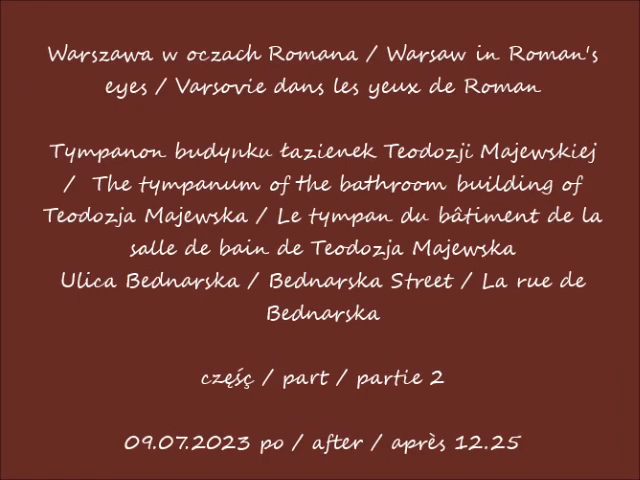 Warszawa w oczach Romana / Warsaw in Roman's
eyes / Varsovie dans les yeux de Roman
Tympanon budynku łazienek Teodozji Majewskiej
/ The tympanum of the bathroom building of
Teodozja Majewska / Le tympan du bâtiment de la
salle de bain de Teodozja Majewska
Ulica Bednarska / Bednarska Street / La rue de
Bednarska
częśç / part / partie 2
09.07.2023 po / after / après 12.25